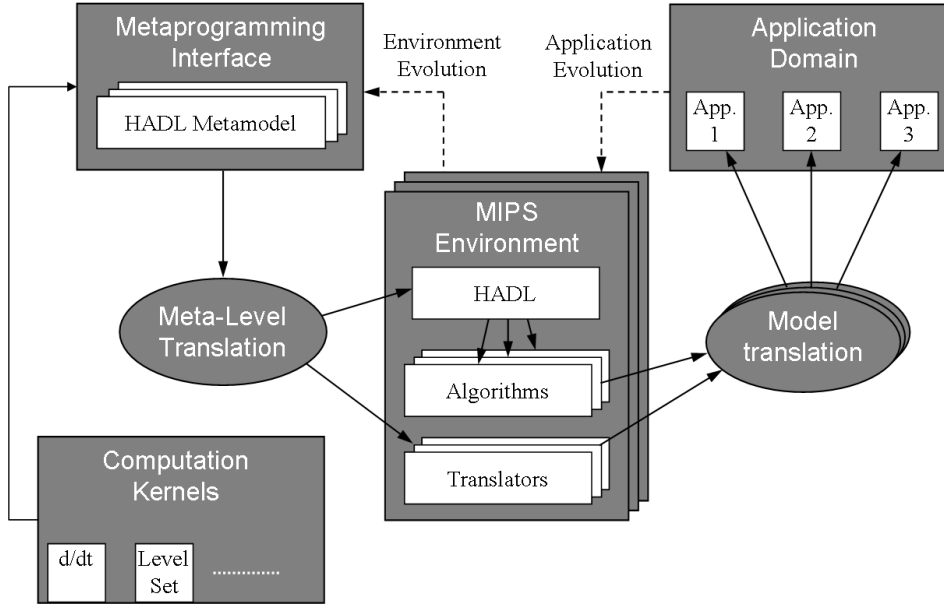 Metaprogramming
Interface
HADL Metamodel
Environment
Evolution
Application
Evolution
Application
Domain
App.
1
App.
2
App.
3
MIPS
Environment
HADL
Algorithms
Translators
Meta-Level
Translation
Model
translation
Computation
Kernels
d/dt
Level
Set
..............